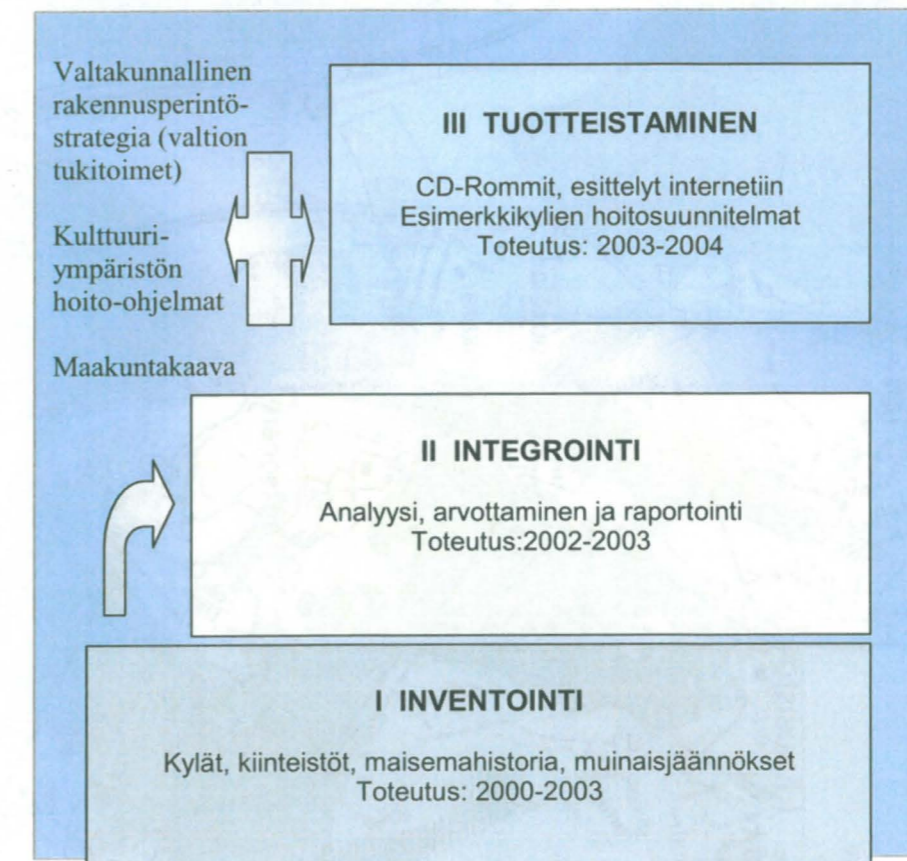 Valtakunnallinen
rakennusperintö-
strategia (valtion
tukitoimet)
Kulttuuri-
ympäristön
hoito-ohjelmat
Maakuntakaava
III TUOTTEISTAMINEN
CD-Rommit, esittelyt internetiin
Esimerkkikylien hoitosuunnitelmat
Toteutus: 2003-2004
II INTEGROINTI
Analyysi, arvottaminen ja raportointi
Toteutus:2002-2003
I INVENTOINTI
Kylät, kiinteistöt, maisemahistoria, muinaisjäännökset
Toteutus: 2000-2003